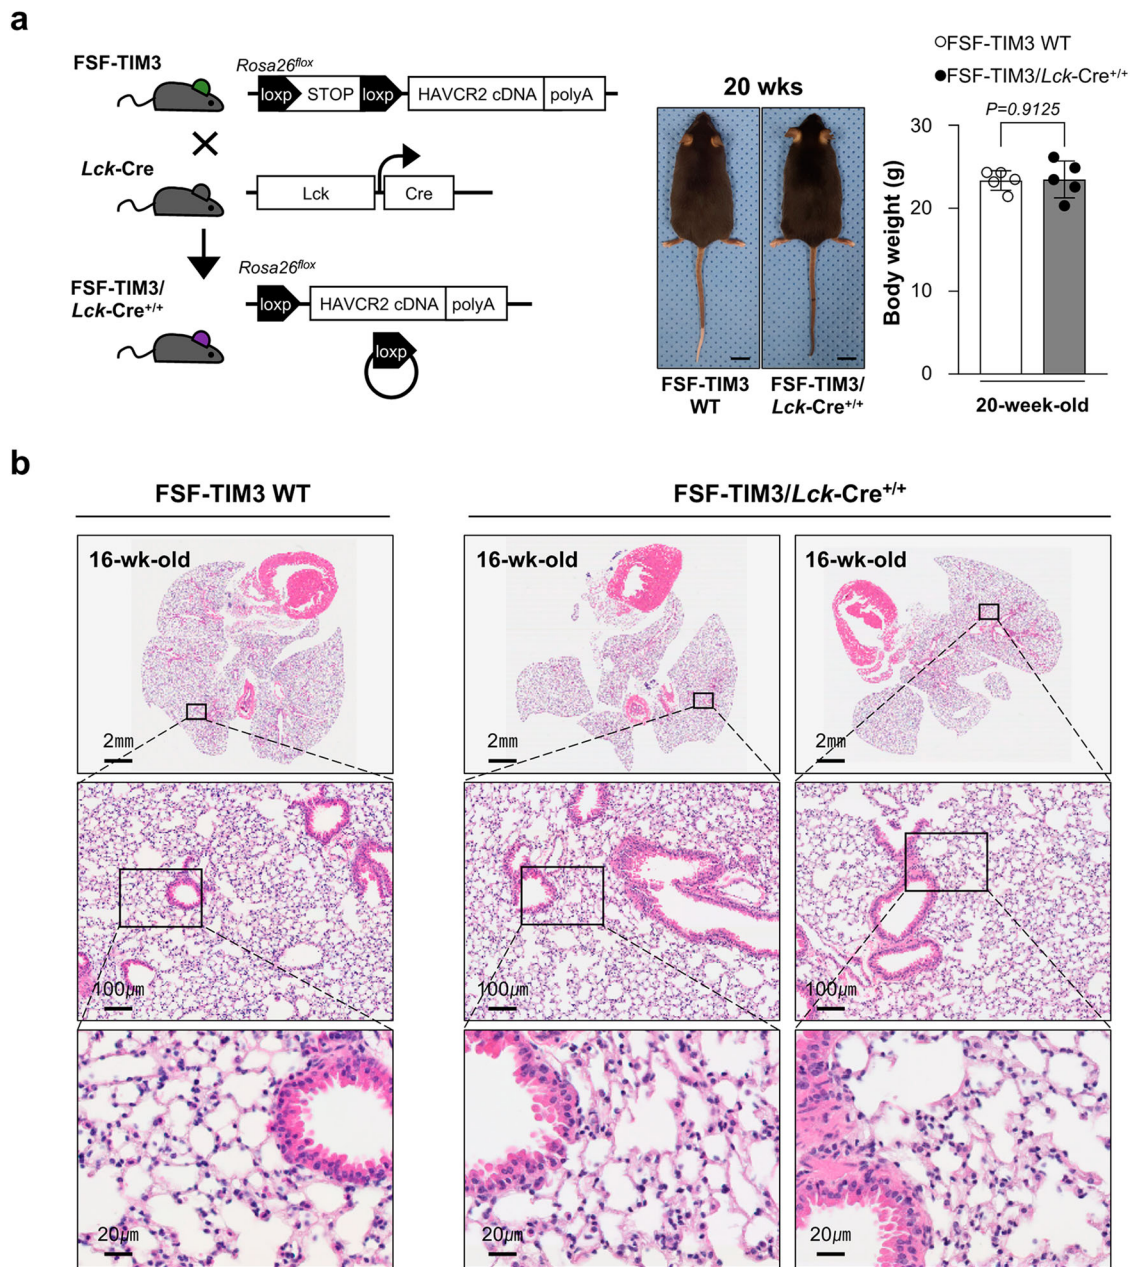 a
FSF-TIM3
Rosa26flox
loxp STOP loxp HAVCR2 cDNA polyA
Lck-Cre
Lck Cre
FSF-TIM3/
Lck-Cre+/+
Rosa26flox
loxp HAVCR2 cDNA polyA
loxp
20 wks
FSF-TIM3
WT
FSF-TIM3/
Lck-Cre+/+
FSF-TIM3 WT
FSF-TIM3/Lck-Cre+/+
P=0.9125
Body weight (g)
30
20
10
0
20-week-old
b
FSF-TIM3 WT
FSF-TIM3/Lck-Cre+/+
16-wk-old
16-wk-old
16-wk-old
2mm
2mm
2mm
100μm
100μm
100μm
20μm
20μm
20μm